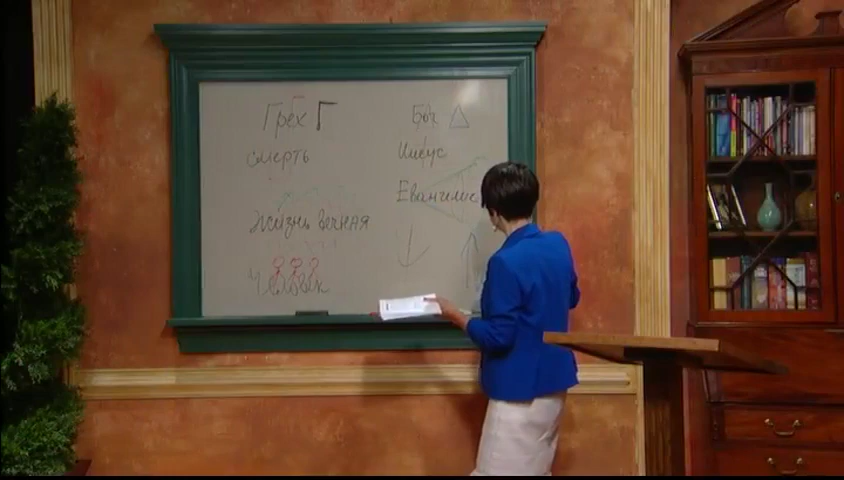 Грех Г
смерть
Жизнь вечная
Человек
Бог
Иисус
Евангелие